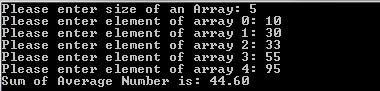 Please enter size of an Array: 5
Please enter element of array 0: 10
Please enter element of array 1: 30
Please enter element of array 2: 33
Please enter element of array 3: 55
Please enter element of array 4: 95
Sum of Average Number is: 44.60